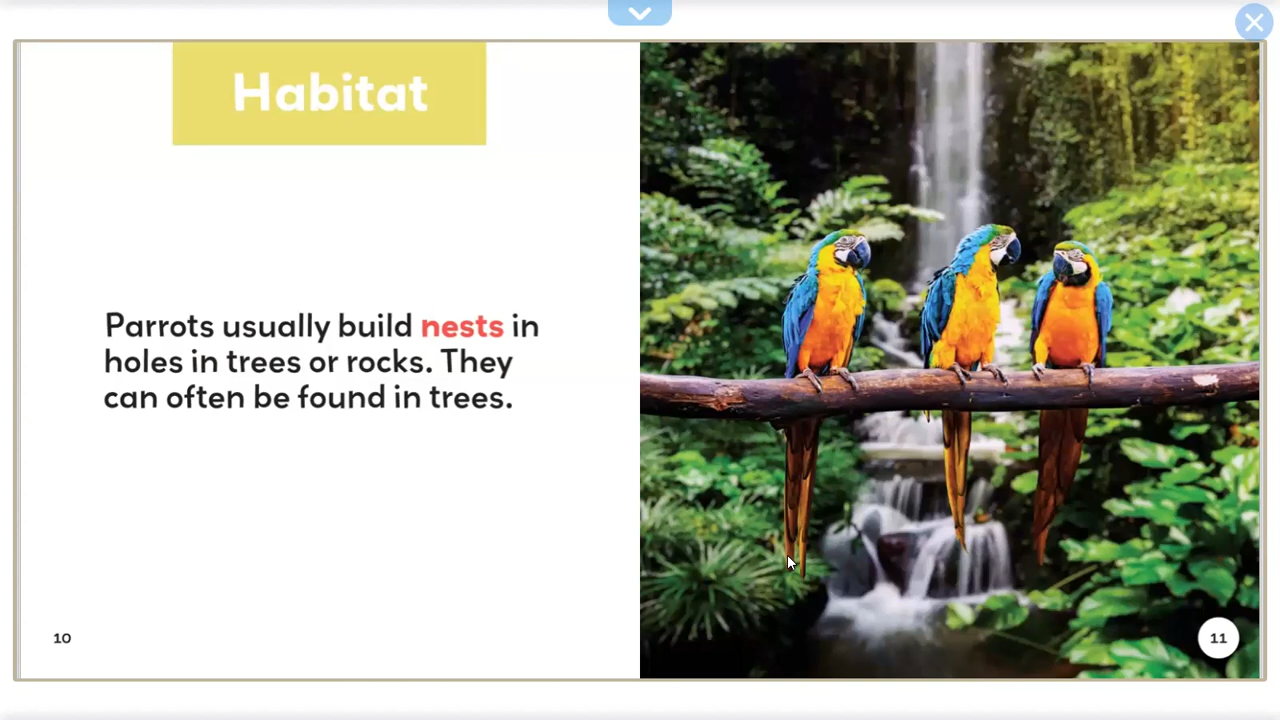 Habitat
Parrots usually build nests in
holes in trees or rocks. They
can often be found in trees.
10
11